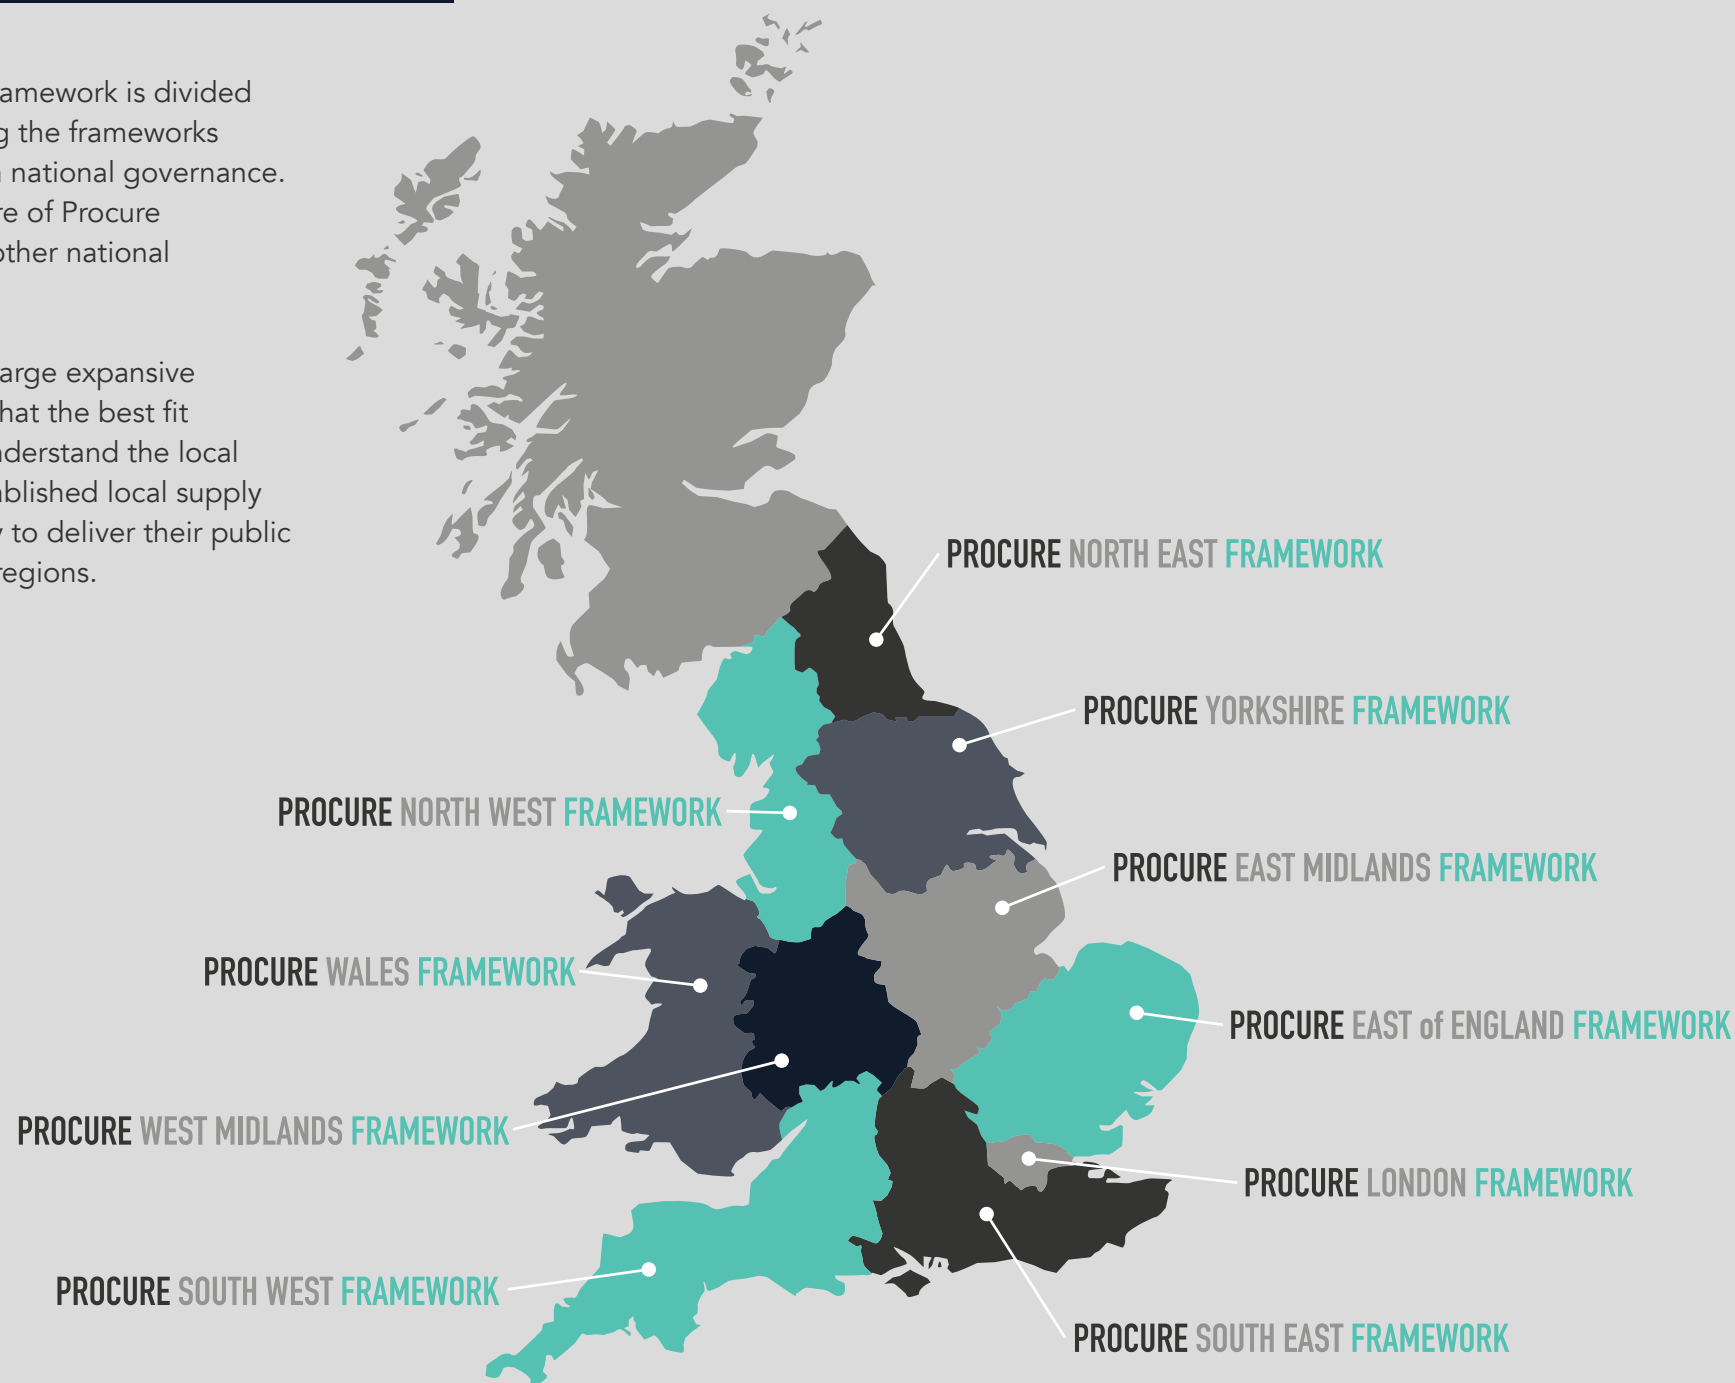 amework is divided
g the frameworks
national governance.
re of Procure
other national
arge expansive
hat the best fit
nderstand the local
ablished local supply
to deliver their public
regions.
PROCURE NORTH EAST FRAMEWORK
PROCURE YORKSHIRE FRAMEWORK
PROCURE NORTH WEST FRAMEWORK
PROCURE EAST MIDLANDS FRAMEWORK
PROCURE WALES FRAMEWORK
PROCURE EAST of ENGLAND FRAMEWORK
PROCURE WEST MIDLANDS FRAMEWORK
PROCURE LONDON FRAMEWORK
PROCURE SOUTH WEST FRAMEWORK
PROCURE SOUTH EAST FRAMEWORK